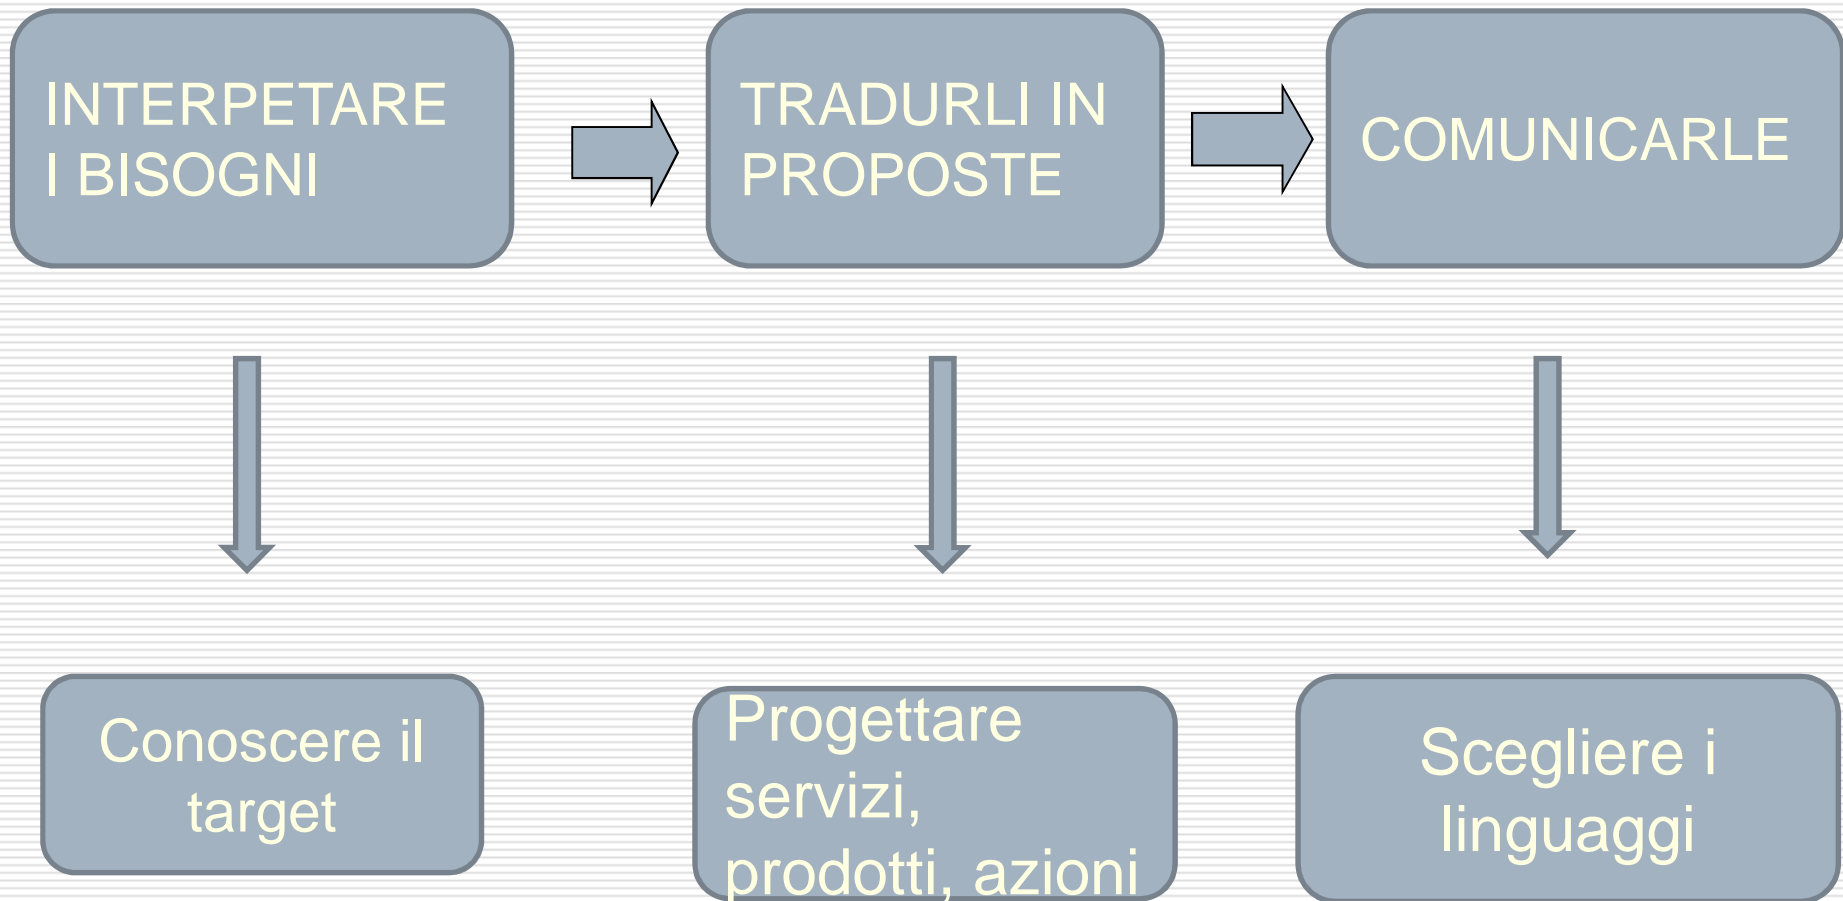 INTERPETARE
I BISOGNI
TRADURLI IN
PROPOSTE
COMUNICARLE
Conoscere il
target
Progettare
servizi,
prodotti, azioni
Scegliere i
linguaggi